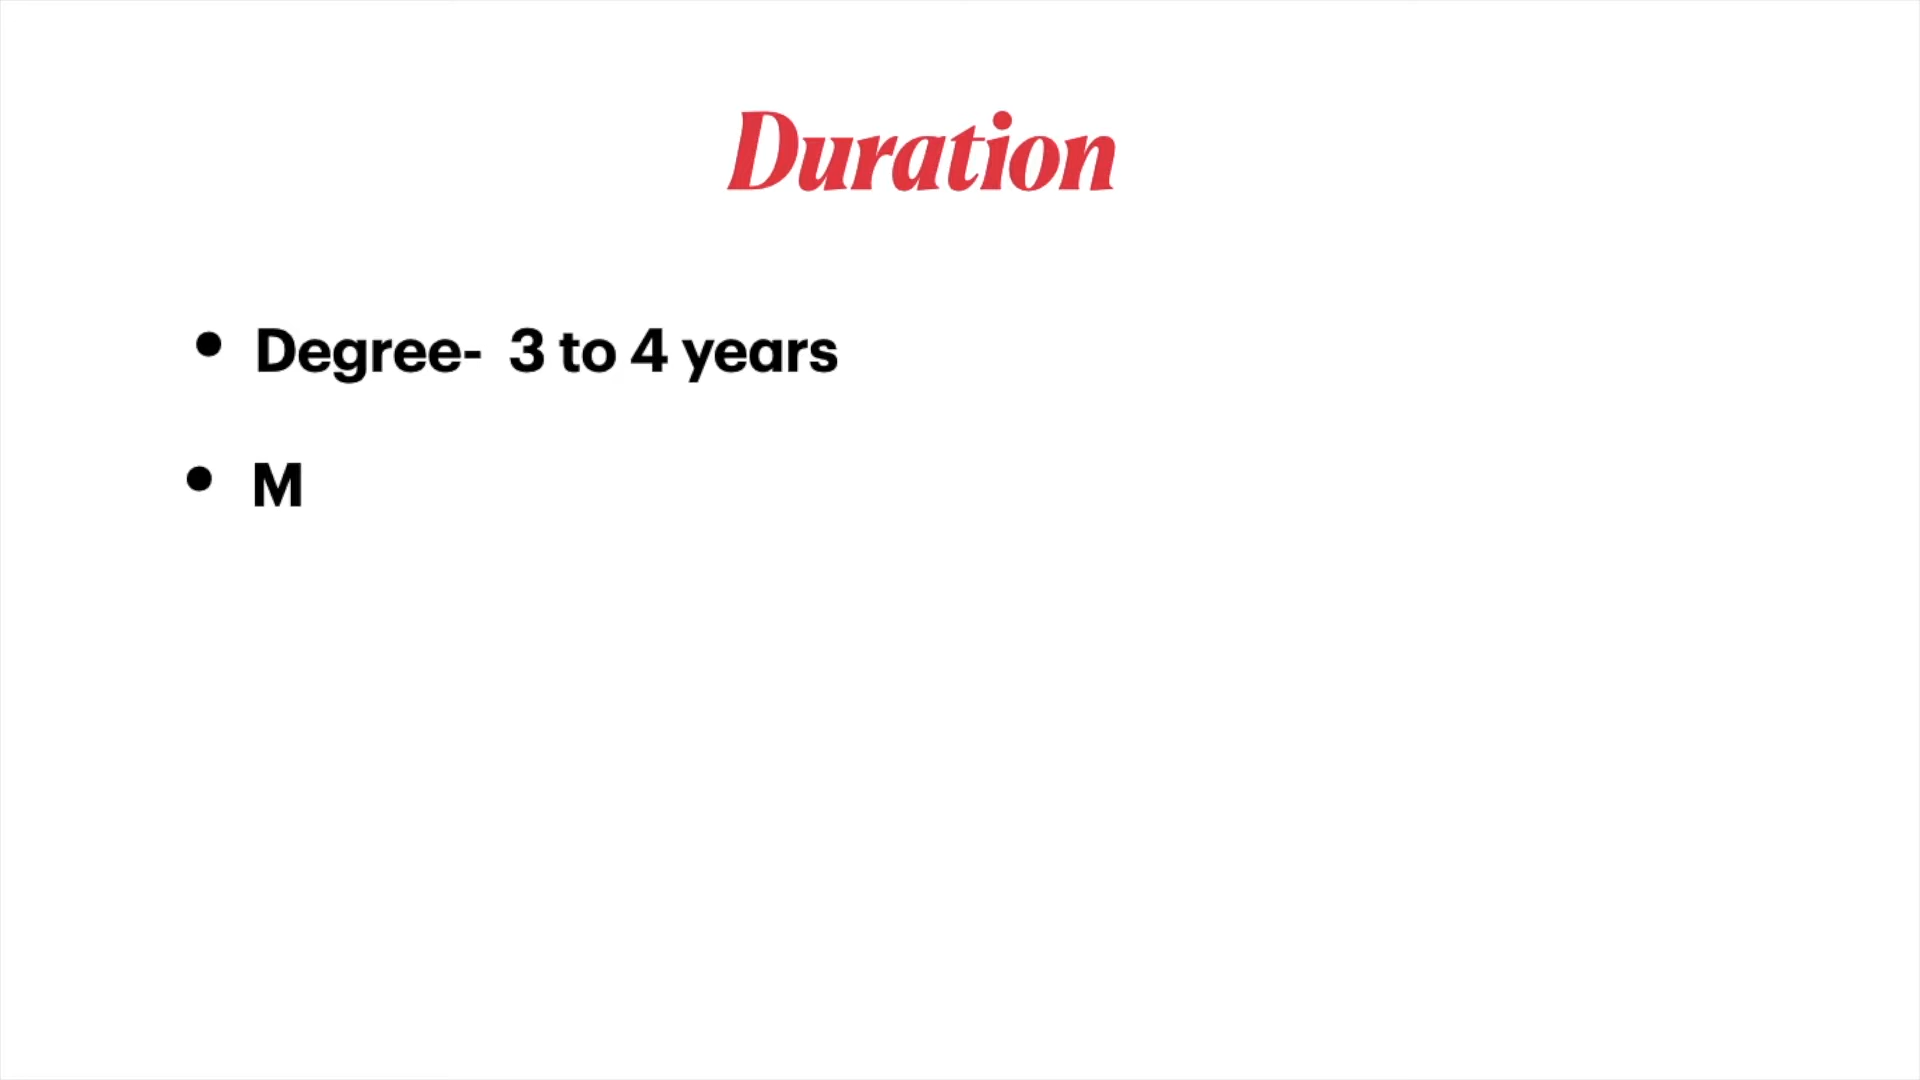 Duration
• Degree-  3 to 4 years
• M